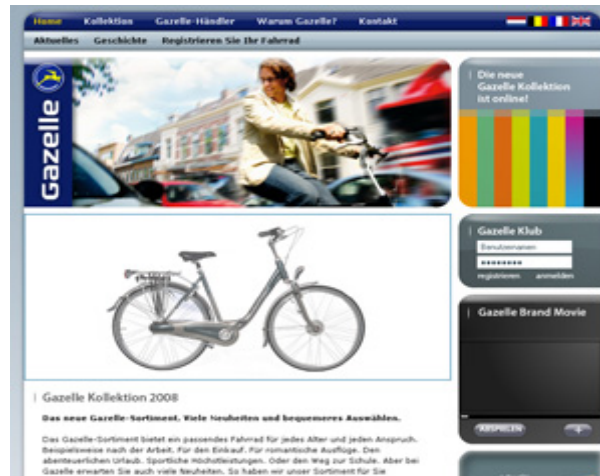 Home Kollektion Gazelle-Händler Warum Gazelle? Kontakt
Aktuelles Geschichte Registrieren Sie Ihr Fahrrad
Gazelle
Die neue
Gazelle Kollektion
ist online!
Gazelle Klub
Benutzernamen
••••••••
registrieren anmelden
Gazelle Brand Movie
ABSPIELEN
Gazelle Kollektion 2008
Das neue Gazelle-Sortiment. Viele Neuheiten und bequemeres Auswählen.
Das Gazelle-Sortiment bietet ein passendes Fahrrad für jedes Alter und jeden Anspruch.
Beispielsweise nach der Arbeit. Für den Einkauf. Für romantische Ausflüge. Den
abenteuerlichen Urlaub. Sportliche Höchstleistungen. Oder den Weg zur Schule. Aber bei
Gazelle erwarten Sie auch viele Neuheiten. So haben wir unser Sortiment für Sie